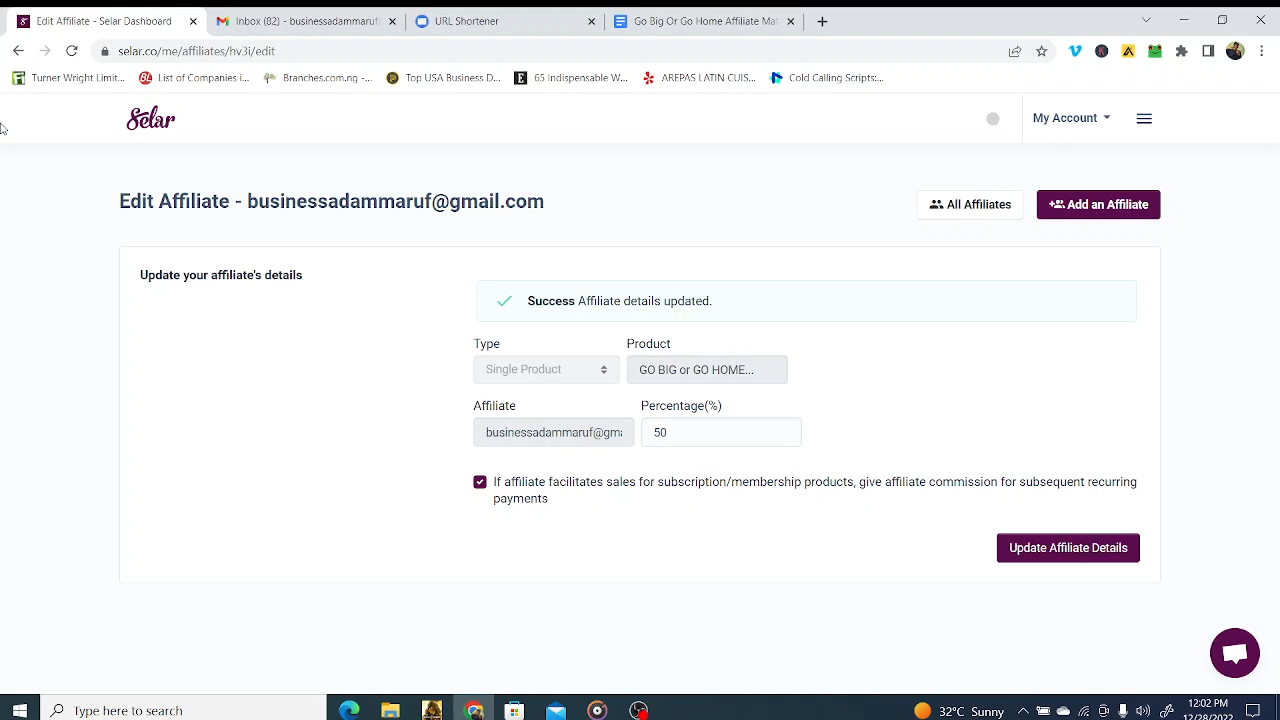 Edit Affiliate - Selar Dashboard
Inbox (82) - businessadammaruf
URL Shortener
Go Big Or Go Home Affiliate Mat
selar.co/me/affiliates/hv3i/edit
Turner Wright Limit...
List of Companies i...
Branches.com.ng -...
Top USA Business D...
65 Indispensable W...
AREPAS LATIN CUIS...
Cold Calling Scripts:...
Selar
My Account
Edit Affiliate - businessadammaruf@gmail.com
All Affiliates
Add an Affiliate
Update your affiliate's details
Success Affiliate details updated.
Type
Product
Single Product
GO BIG or GO HOME...
Affiliate
Percentage(%)
businessadammaruf@gma
50
If affiliate facilitates sales for subscription/membership products, give affiliate commission for subsequent recurring
payments
Update Affiliate Details
Type here to search
32°C Sunny
12:02 PM
12/28/2022